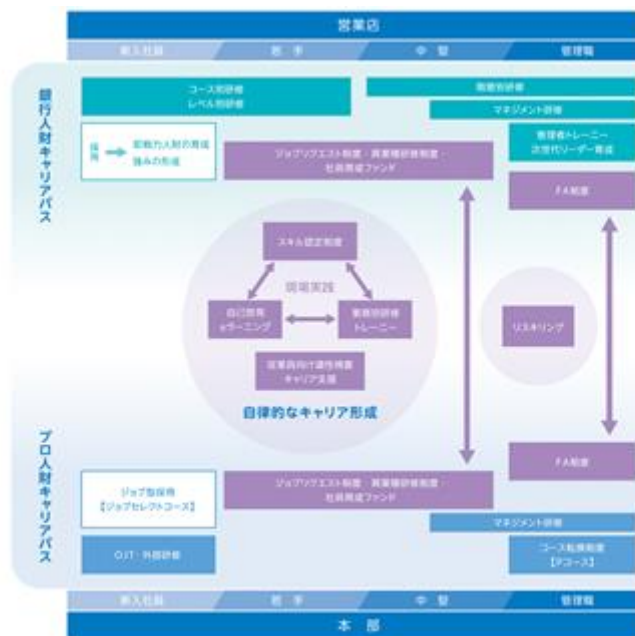 営業店
新入社員 若手 中堅 管理職
銀行人財キャリアパス
コース別研修
レベル別研修
階層別研修
マネジメント研修
採用 → 即戦力人財の育成
強みの形成
ジョブリクエスト制度・異業種研修制度・
社員育成ファンド
管理者トレーニー
次世代リーダー育成
FA制度
スキル認定制度
現場実践
自己啓発
eラーニング
業務別研修
トレーニー
従業員向け適性検査
キャリア支援
自律的なキャリア形成
リスキリング
プロ人財キャリアパス
FA制度
ジョブ型採用
【ジョブセレクトコース】
ジョブリクエスト制度・異業種研修制度・
社員育成ファンド
マネジメント研修
OJT・外部研修
コース転換制度
【Pコース】
新入社員 若手 中堅 管理職
本部